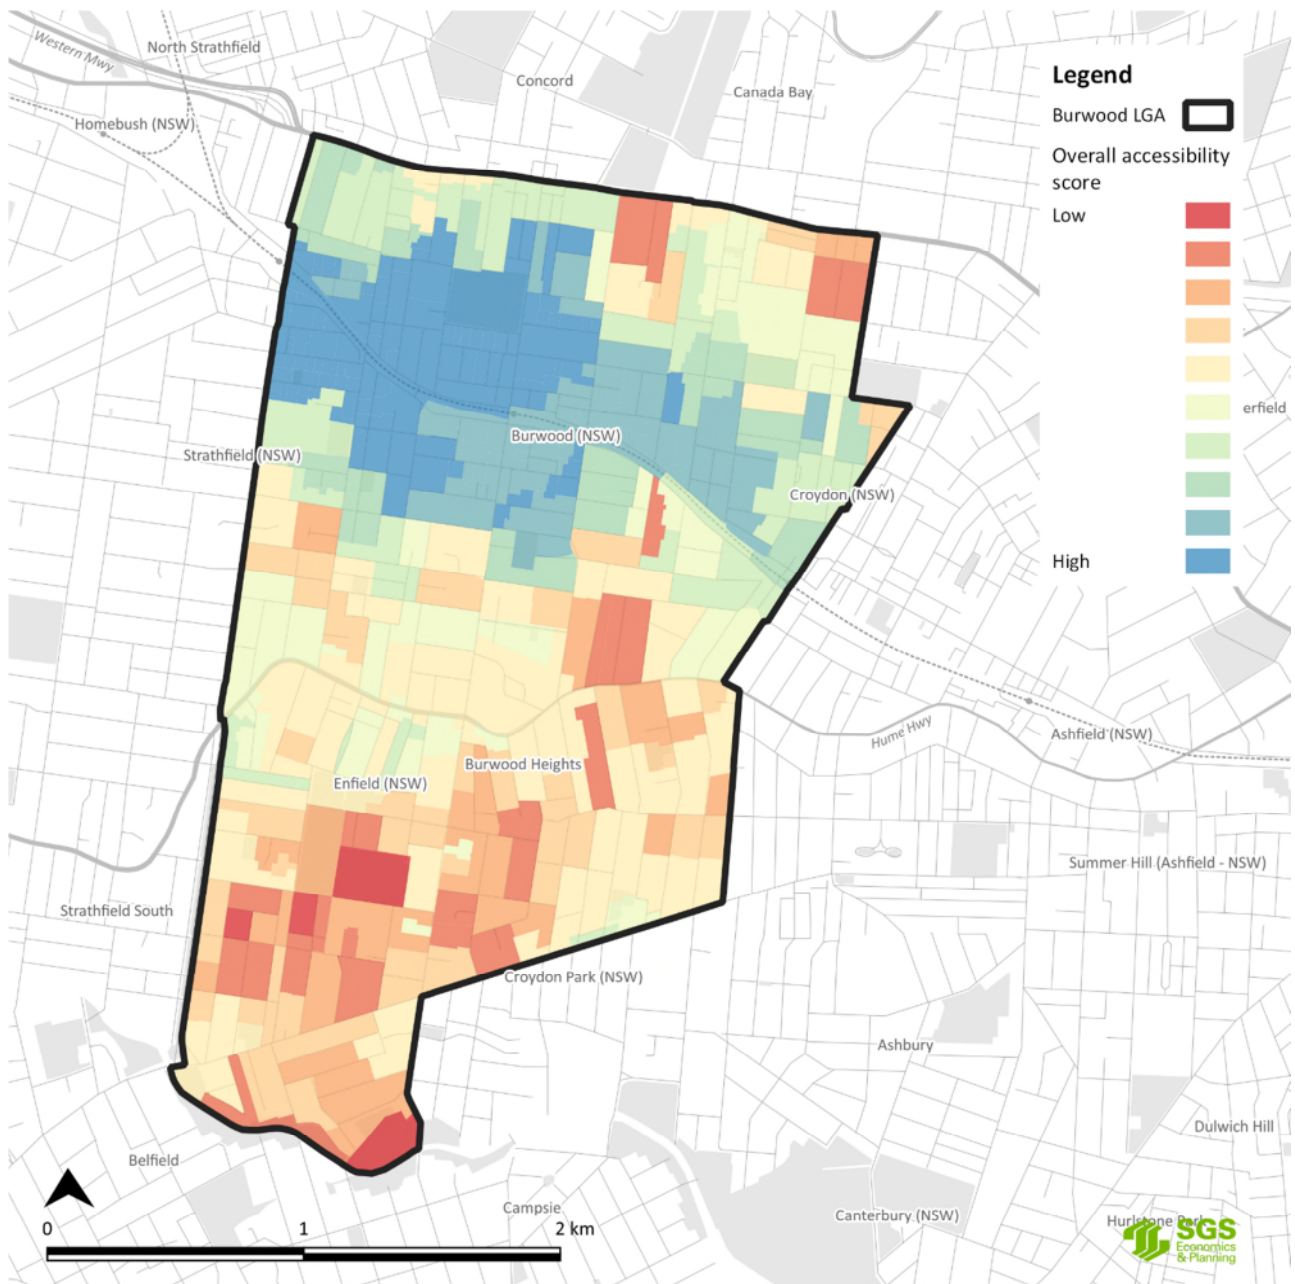 North Strathfield
Western Mwy
Concord
Canada Bay
Homebush (NSW)
Legend
Burwood LGA
Overall accessibility
score
Low
High
erfield
Burwood (NSW)
Strathfield (NSW)
Croydon (NSW)
Hume Hwy
Ashfield (NSW)
Burwood Heights
Enfield (NSW)
Summer Hill (Ashfield - NSW)
Strathfield South
Croydon Park (NSW)
Ashbury
Dulwich Hill
Belfield
Campsie
Canterbury (NSW)
Hurlstone Park
0 1 2 km
SGS
Economics
& Planning